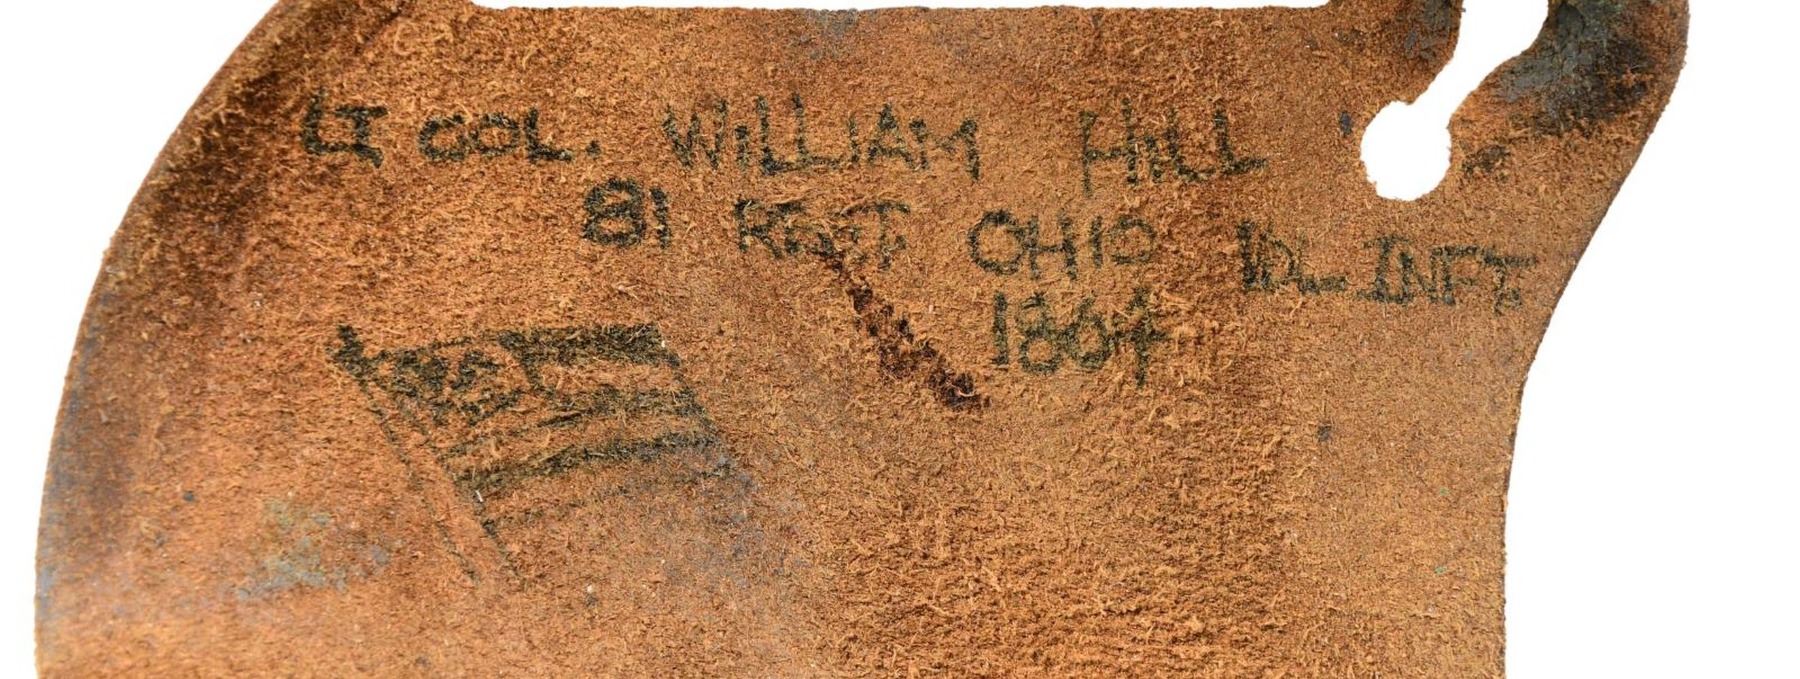 LT COL. WILLIAM HILL
81 REGT. OHIO VOL. INFT.
1864